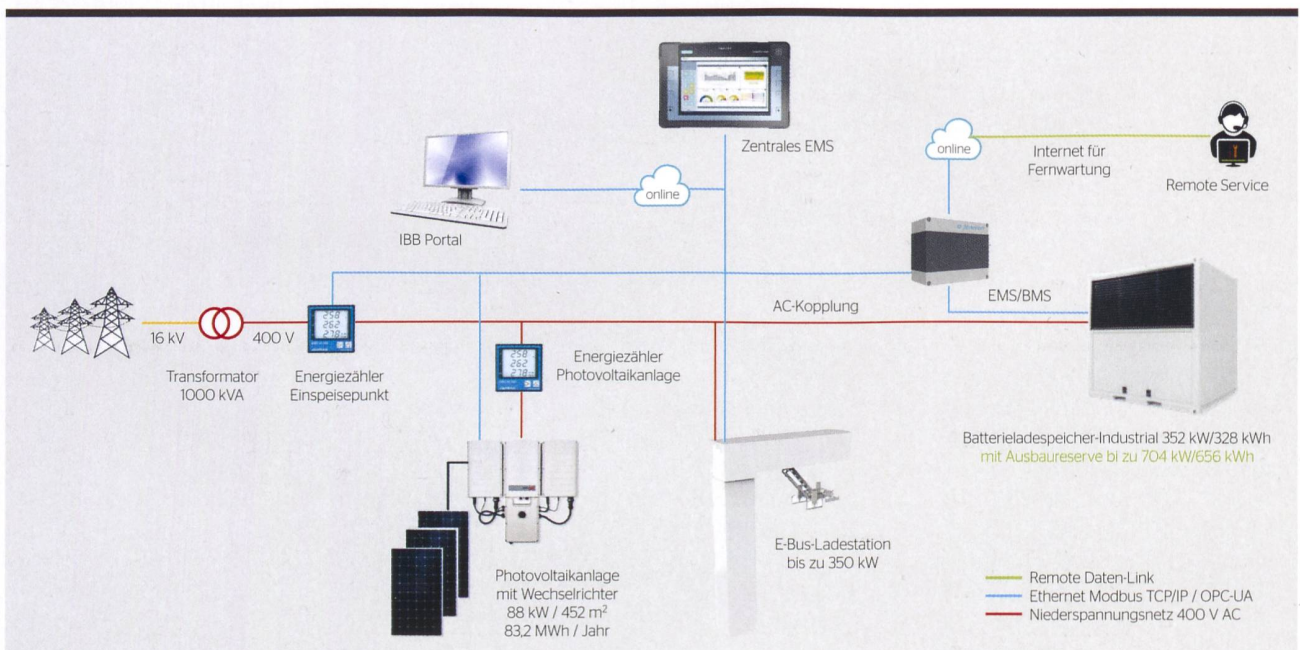 Zentrales EMS
online
Internet für
Fernwartung
Remote Service
online
IBB Portal
EMS/BMS
AC-Kopplung
16 kV
400 V
258
262
278
Transformator
1000 kVA
Energiezähler
Einspeisepunkt
258
262
278
Energiezähler
Photovoltaikanlage
Batterieladespeicher-Industrial 352 kW/328 kWh
mit Ausbaureserve bi zu 704 kW/656 kWh
E-Bus-Ladestation
bis zu 350 kW
Photovoltaikanlage
mit Wechselrichter
88 kW / 452 m²
83,2 MWh / Jahr
Remote Daten-Link
Ethernet Modbus TCP/IP / OPC-UA
Niederspannungsnetz 400 V AC